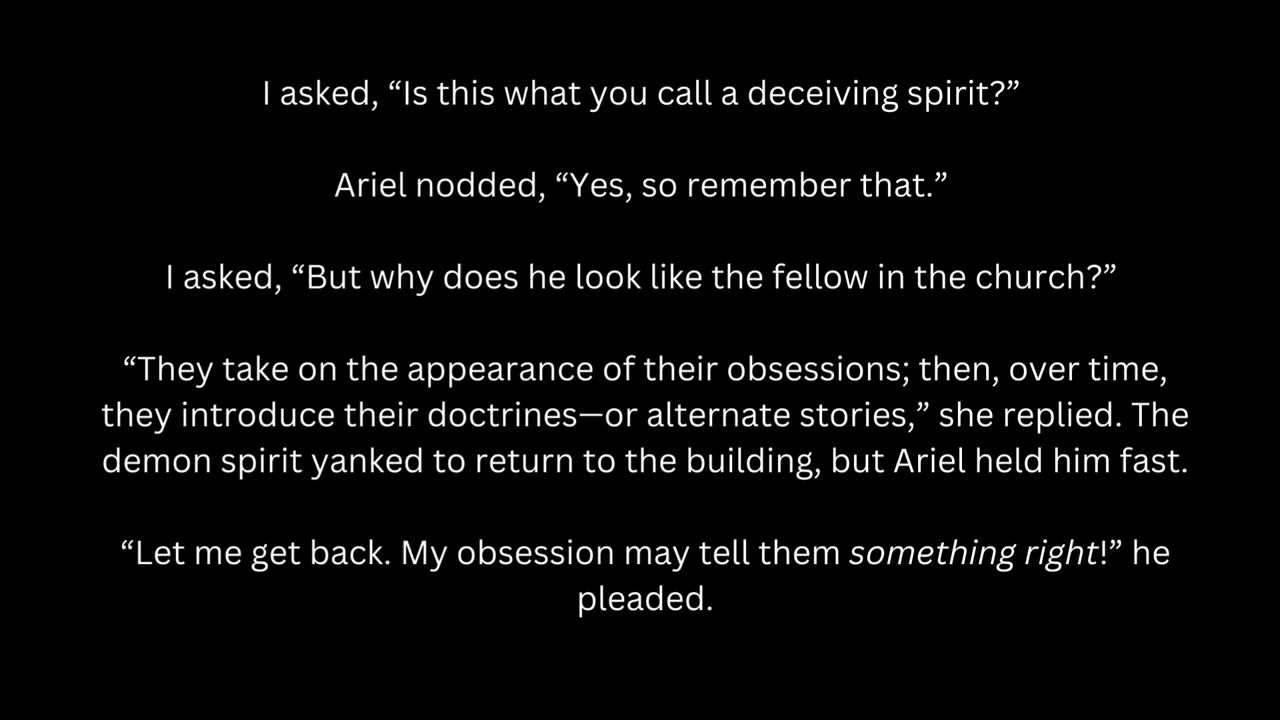 I asked, “Is this what you call a deceiving spirit?”
Ariel nodded, “Yes, so remember that.”
I asked, “But why does he look like the fellow in the church?”
“They take on the appearance of their obsessions; then, over time,
they introduce their doctrines—or alternate stories,” she replied. The
demon spirit yanked to return to the building, but Ariel held him fast.
“Let me get back. My obsession may tell them something right!” he
pleaded.